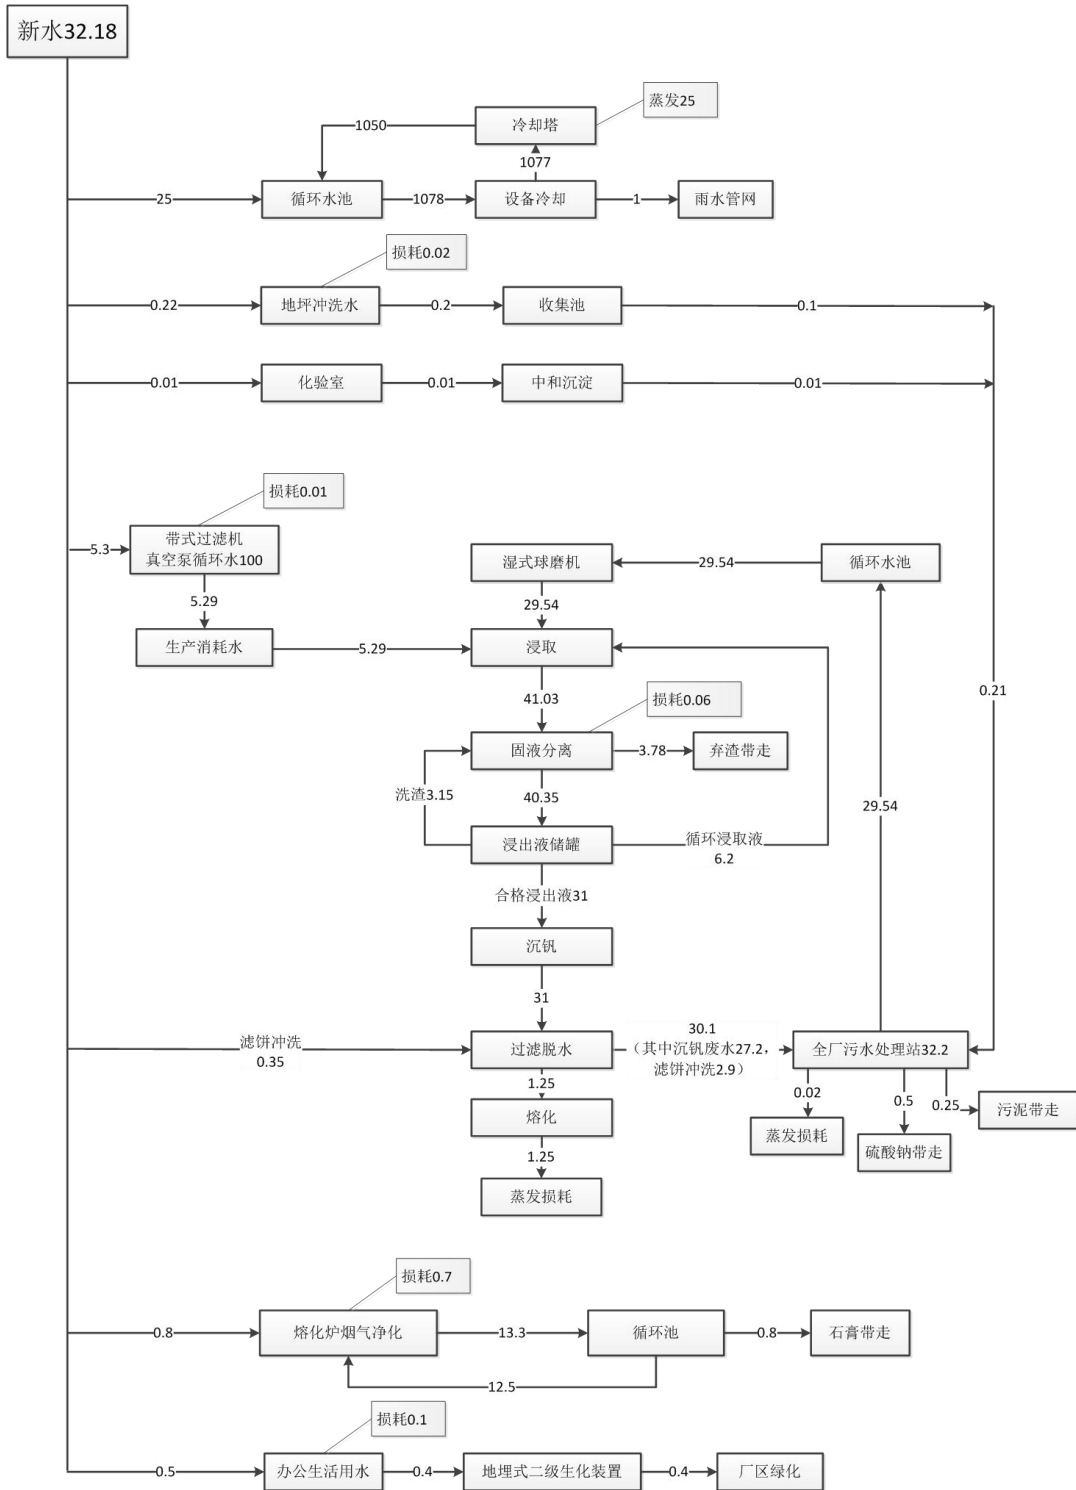 新水32.18
蒸发25
冷却塔
1050
1077
25
循环水池
1078
设备冷却
1
雨水管网
损耗0.02
0.22
地坪冲洗水
0.2
收集池
0.1
0.01
化验室
0.01
中和沉淀
0.01
损耗0.01
5.3
带式过滤机
真空泵循环水100
湿式球磨机
29.54
循环水池
5.29
29.54
生产消耗水
5.29
浸取
41.03
损耗0.06
0.21
固液分离
3.78
弃渣带走
洗渣3.15
40.35
29.54
浸出液储罐
循环浸取液
6.2
合格浸出液31
沉钒
31
滤饼冲洗
0.35
过滤脱水
30.1
（其中沉钒废水27.2，
滤饼冲洗2.9）
全厂污水处理站32.2
1.25
0.02
0.5
0.25
污泥带走
熔化
蒸发损耗
硫酸钠带走
1.25
蒸发损耗
损耗0.7
0.8
熔化炉烟气净化
13.3
循环池
0.8
石膏带走
12.5
损耗0.1
0.5
办公生活用水
0.4
地埋式二级生化装置
0.4
厂区绿化